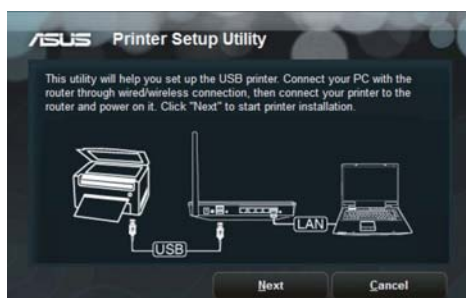 ASUS Printer Setup Utility
This utility will help you set up the USB printer. Connect your PC with the
router through wired/wireless connection, then connect your printer to the
router and power on it. Click "Next" to start printer installation.
LAN
USB
Next Cancel